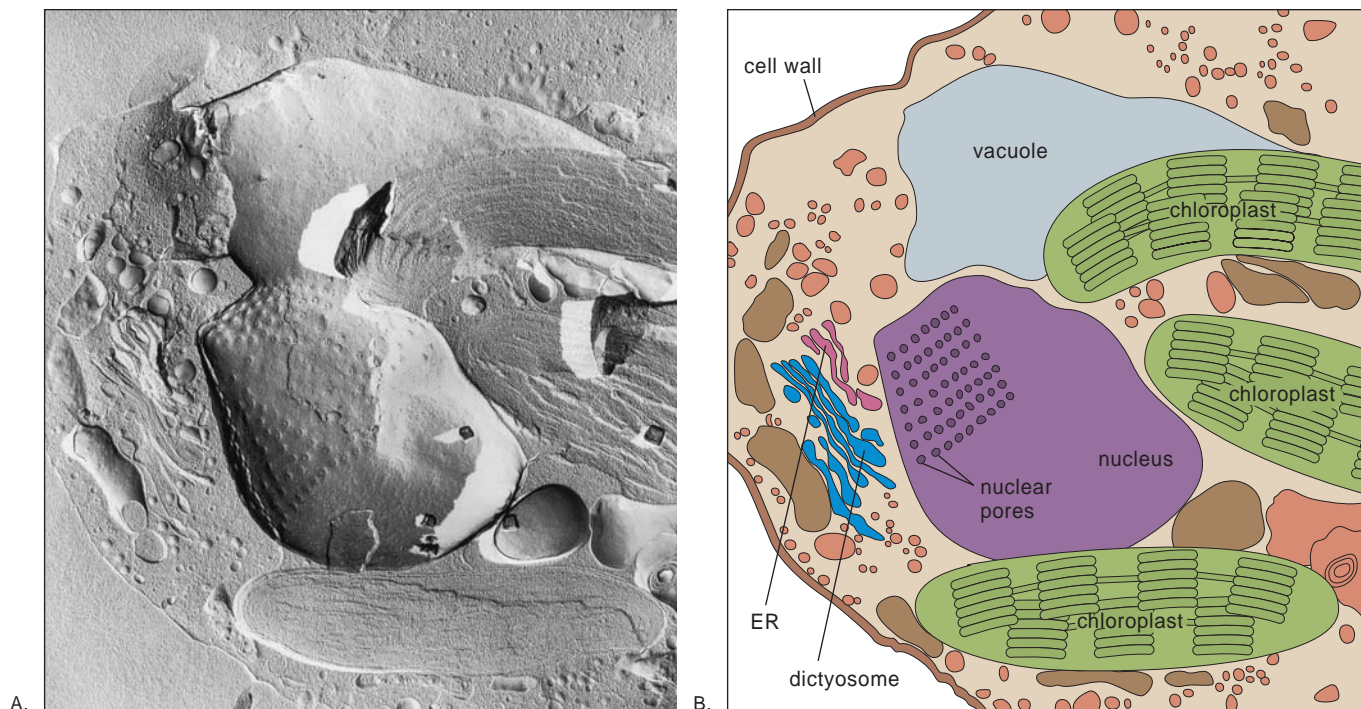 cell wall
vacuole
chloroplast
chloroplast
nucleus
nuclear
pores
ER
chloroplast
dictyosome
A.
B.